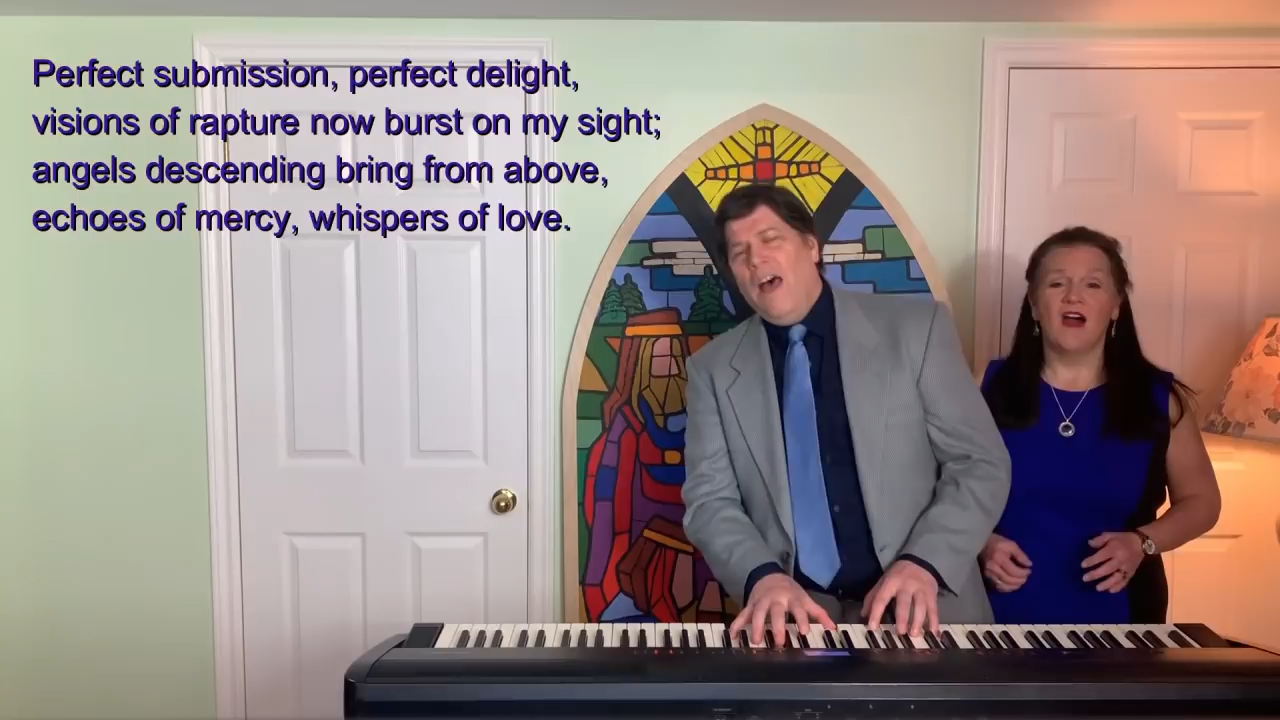 Perfect submission, perfect delight,
visions of rapture now burst on my sight;
angels descending bring from above,
echoes of mercy, whispers of love.